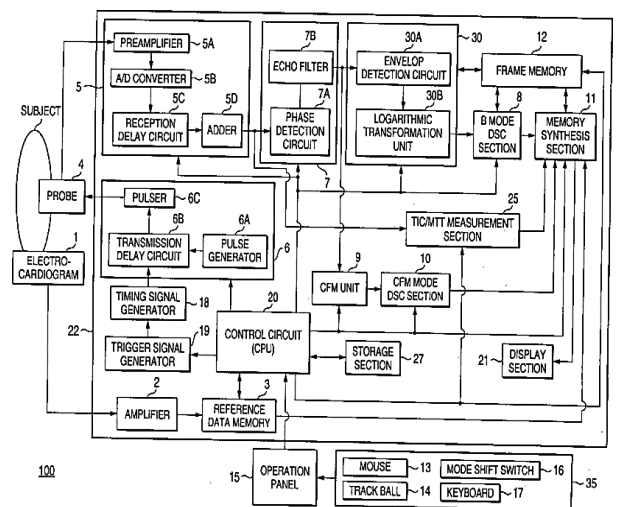 30
7B
30A
12
PREAMPLIFIER
5A
ECHO FILTER
ENVELOP DETECTION CIRCUIT
FRAME MEMORY
A/D CONVERTER
5B
5
5C
5D
7A
30B
8
11
SUBJECT
RECEPTION DELAY CIRCUIT
ADDER
PHASE DETECTION CIRCUIT
LOGARITHMIC TRANSFORMATION UNIT
B MODE DSC SECTION
MEMORY SYNTHESIS SECTION
4
7
PROBE
PULSER
6C
25
6B
6A
TIC/MTT MEASUREMENT SECTION
1
TRANSMISSION DELAY CIRCUIT
PULSE GENERATOR
6
ELECTRO-CARDIOGRAM
9
10
20
CFM UNIT
CFM MODE DSC SECTION
TIMING SIGNAL GENERATOR
18
22
19
CONTROL CIRCUIT (CPU)
TRIGGER SIGNAL GENERATOR
STORAGE SECTION
27
21
DISPLAY SECTION
2
3
AMPLIFIER
REFERENCE DATA MEMORY
100
15
OPERATION PANEL
MOUSE
13
MODE SHIFT SWITCH
16
35
TRACK BALL
14
KEYBOARD
17